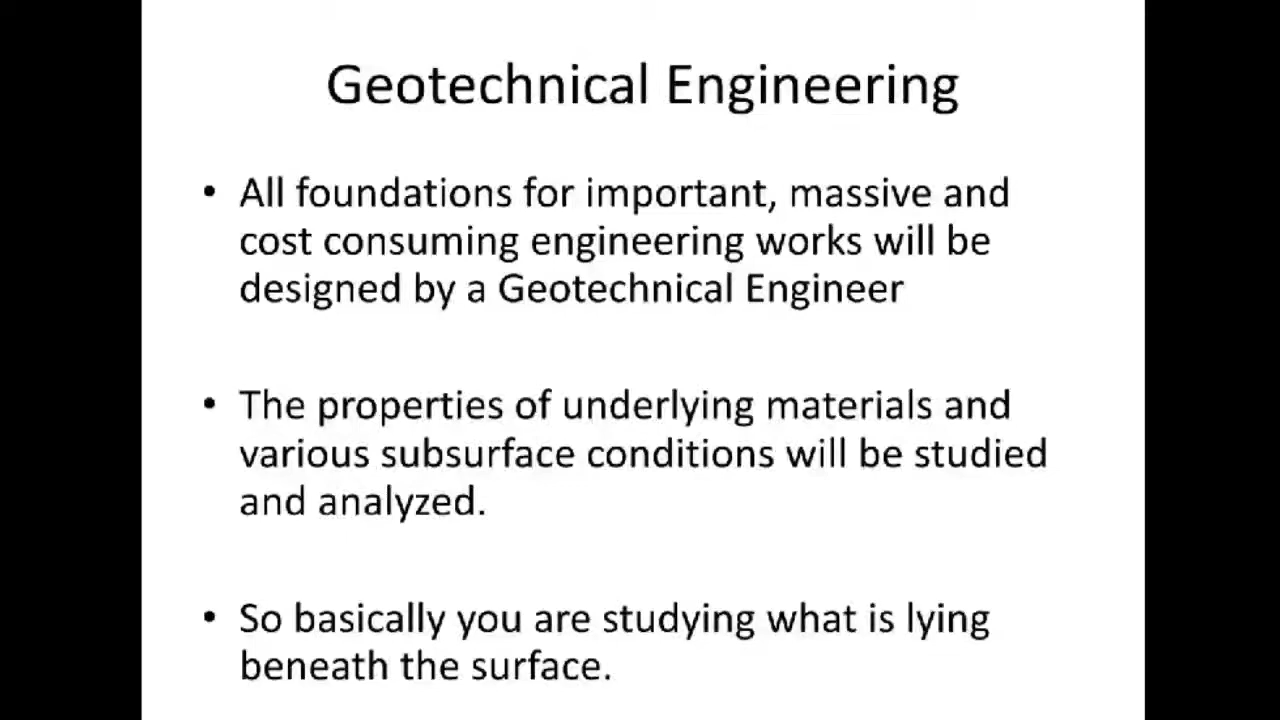 Geotechnical Engineering
• All foundations for important, massive and
cost consuming engineering works will be
designed by a Geotechnical Engineer
• The properties of underlying materials and
various subsurface conditions will be studied
and analyzed.
• So basically you are studying what is lying
beneath the surface.